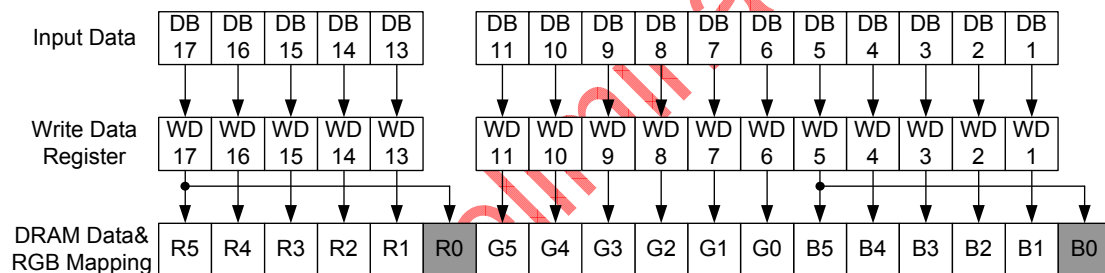 Input Data DB 17 DB 16 DB 15 DB 14 DB 13 DB 11 DB 10 DB 9 DB 8 DB 7 DB 6 DB 5 DB 4 DB 3 DB 2 DB 1
Write Data Register WD 17 WD 16 WD 15 WD 14 WD 13 WD 11 WD 10 WD 9 WD 8 WD 7 WD 6 WD 5 WD 4 WD 3 WD 2 WD 1
DRAM Data& RGB Mapping R5 R4 R3 R2 R1 R0 G5 G4 G3 G2 G1 G0 B5 B4 B3 B2 B1 B0